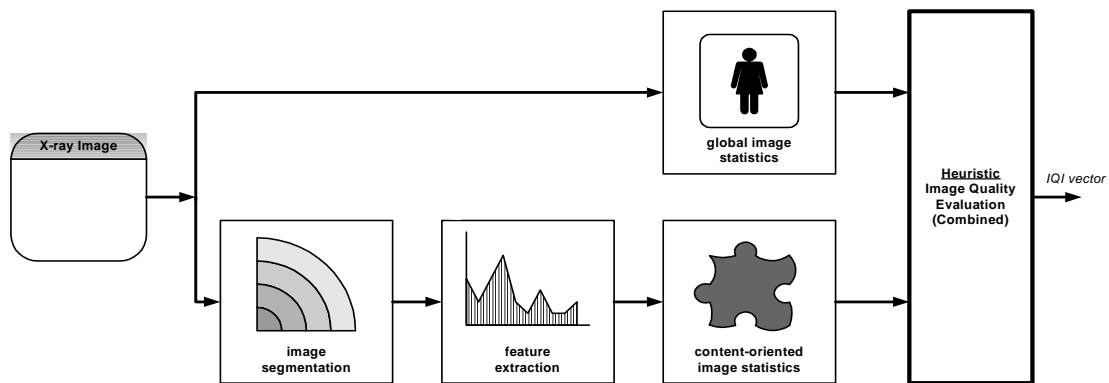 X-ray Image
global image
statistics
image
segmentation
feature
extraction
content-oriented
image statistics
Heuristic
Image Quality
Evaluation
(Combined)
IQI vector